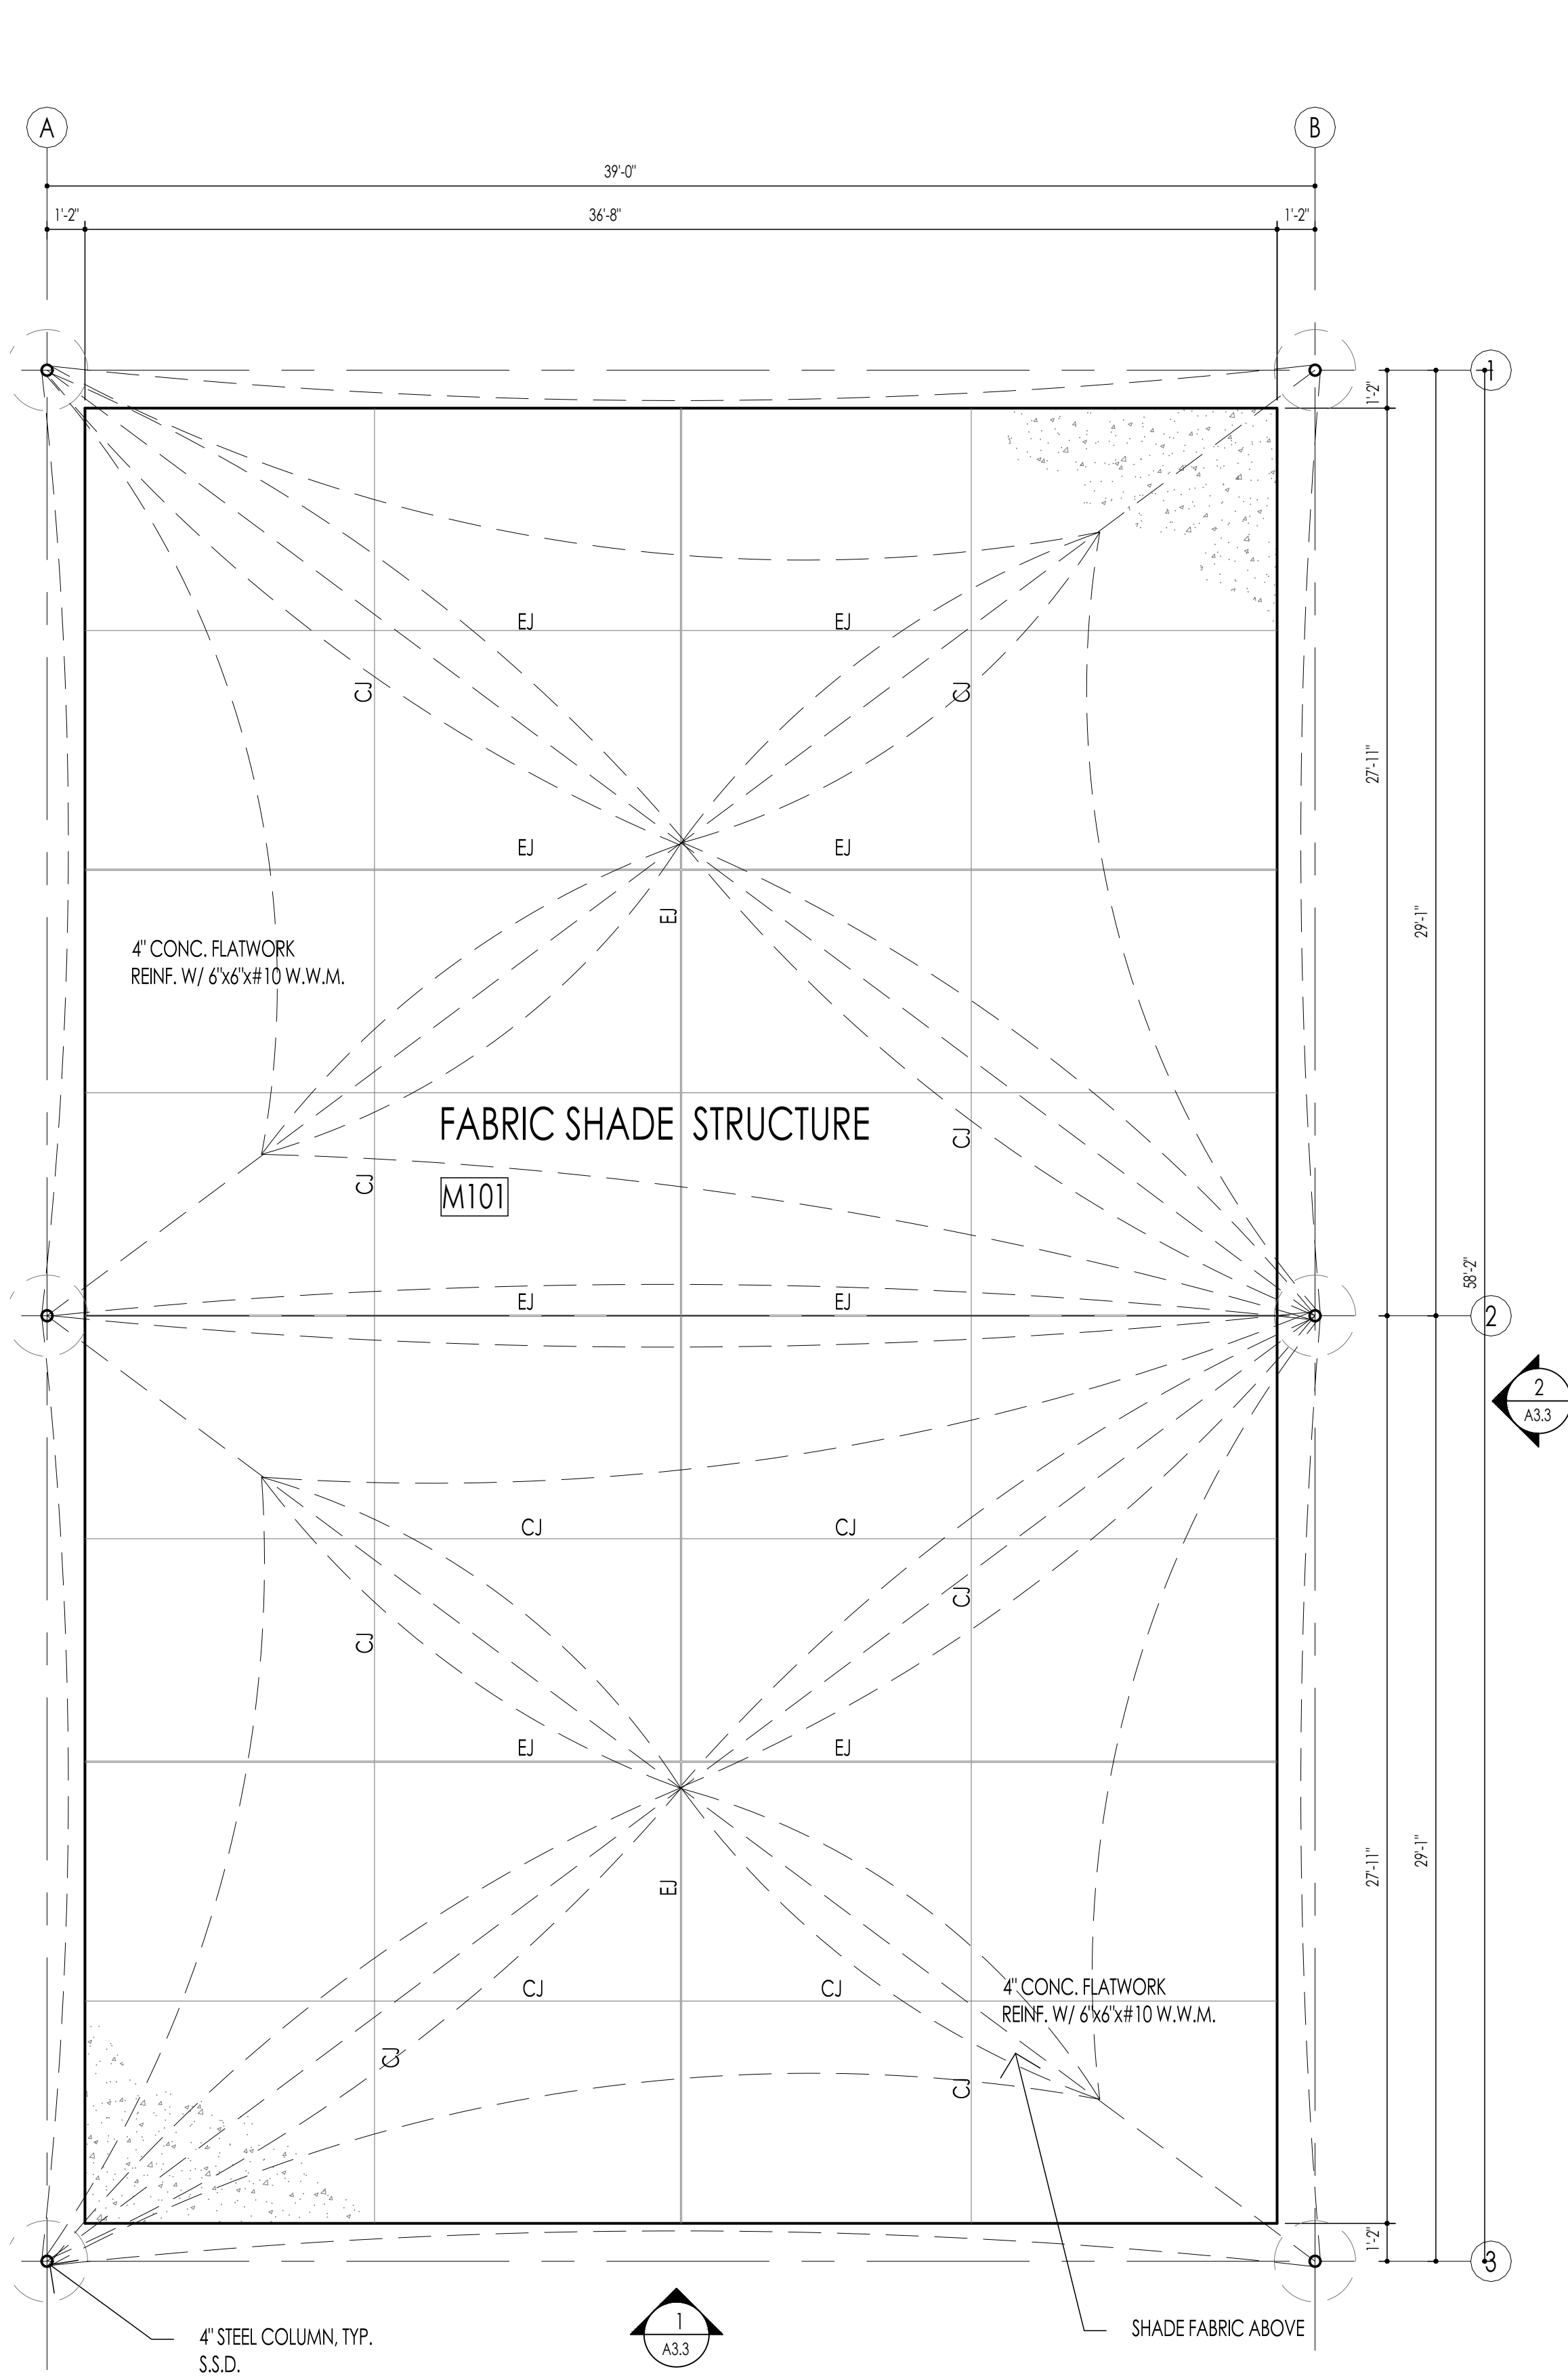 A
B
39'-0"
1'-2"
36'-8"
1'-2"
1
1'-2"
EJ
EJ
CJ
CJ
27'-11"
EJ
EJ
EJ
29'-1"
4" CONC. FLATWORK
REINF. W/ 6"x6"x#10 W.W.M.
FABRIC SHADE STRUCTURE
CJ
CJ
M101
58'-2"
EJ
EJ
2
2
A3.3
CJ
CJ
CJ
CJ
EJ
EJ
27'-11"
29'-1"
EJ
CJ
CJ
4" CONC. FLATWORK
REINF. W/ 6"x6"x#10 W.W.M.
CJ
CJ
1'-2"
3
1
A3.3
SHADE FABRIC ABOVE
4" STEEL COLUMN, TYP.
S.S.D.